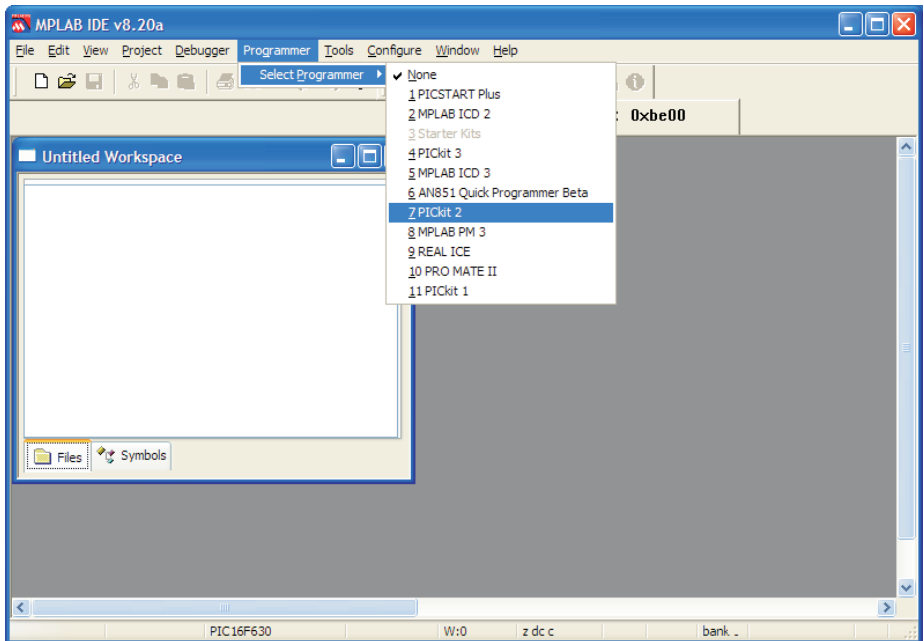 MPLAB IDE v8.20a
File Edit View Project Debugger Programmer Tools Configure Window Help
Select Programmer
None
1 PICSTART Plus
2 MPLAB ICD 2
3 Starter Kits
4 PICkit 3
5 MPLAB ICD 3
6 AN851 Quick Programmer Beta
7 PICkit 2
8 MPLAB PM 3
9 REAL ICE
10 PRO MATE II
11 PICkit 1
: 0xbe00
Untitled Workspace
Files Symbols
PIC16F630 W:0 z dc c bank _